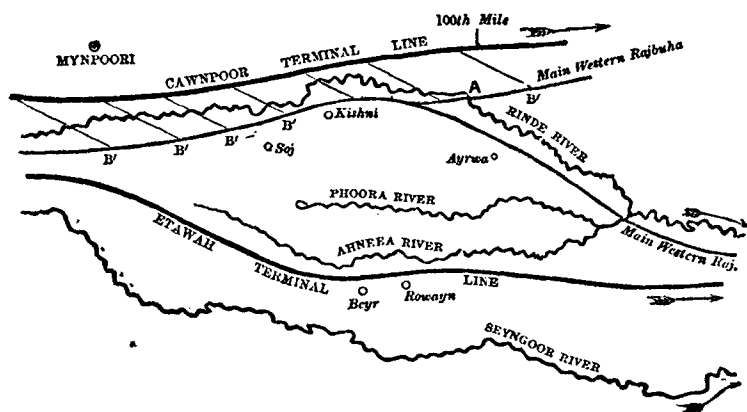 100th Mile
MYNPOORI
CAWNPOOR TERMINAL LINE
Main Western Rajbuha
A
B'
B'
B'
B'
B'
Kishni
RINDE RIVER
Soj
Ayrwa
PHOORA RIVER
AHNEEA RIVER
Main Western Raj.
ETAWAH TERMINAL LINE
Beyr
Rowayn
SEYNGOOR RIVER